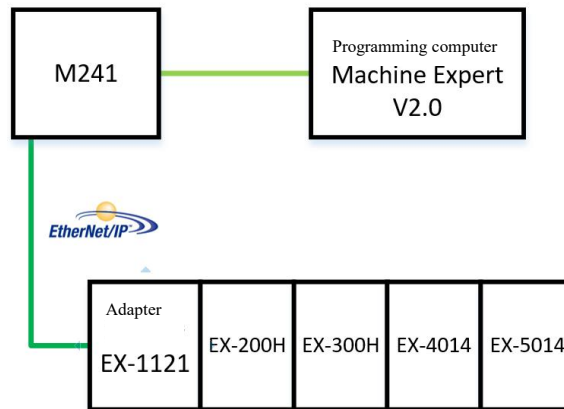 M241
Programming computer
Machine Expert
V2.0
EtherNet/IP
Adapter
EX-1121
EX-200H
EX-300H
EX-4014
EX-5014